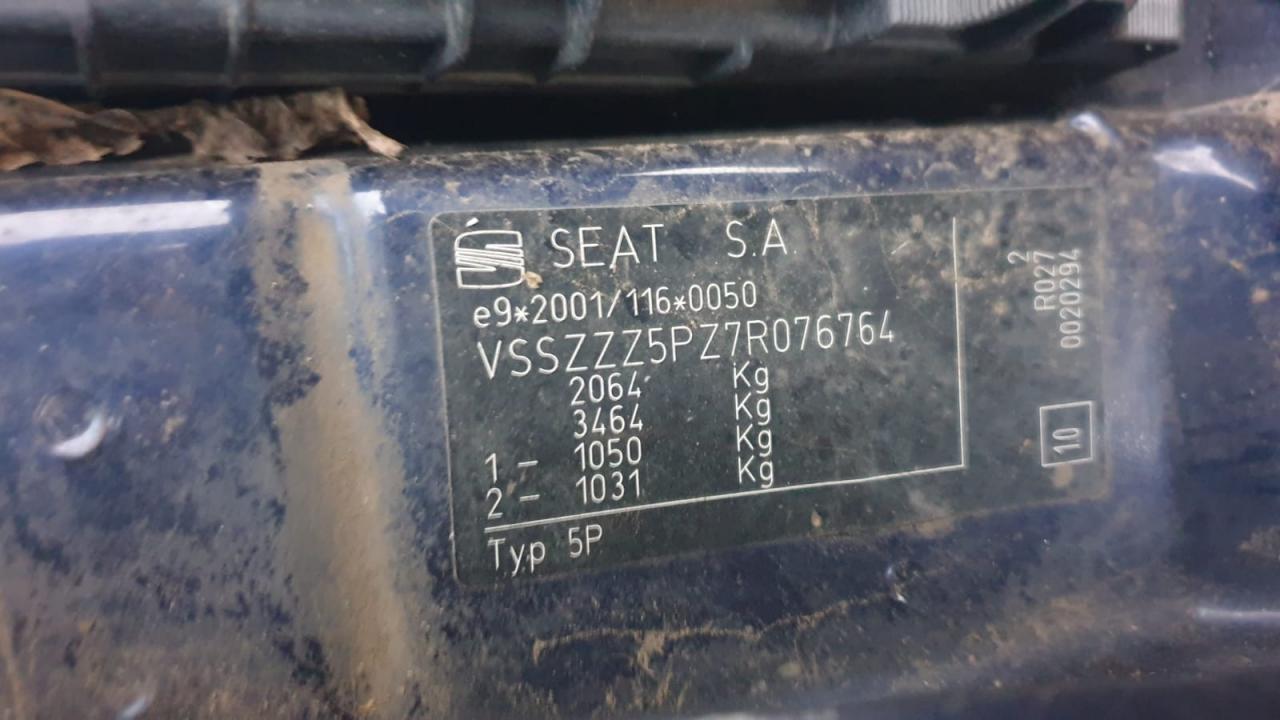 SEAT S.A
e9*2001/116*0050
VSSZZZ5PZ7R076764
2064 Kg
3464 Kg
1 - 1050 Kg
2 - 1031 Kg
Typ 5P
2
R027
0020294
10